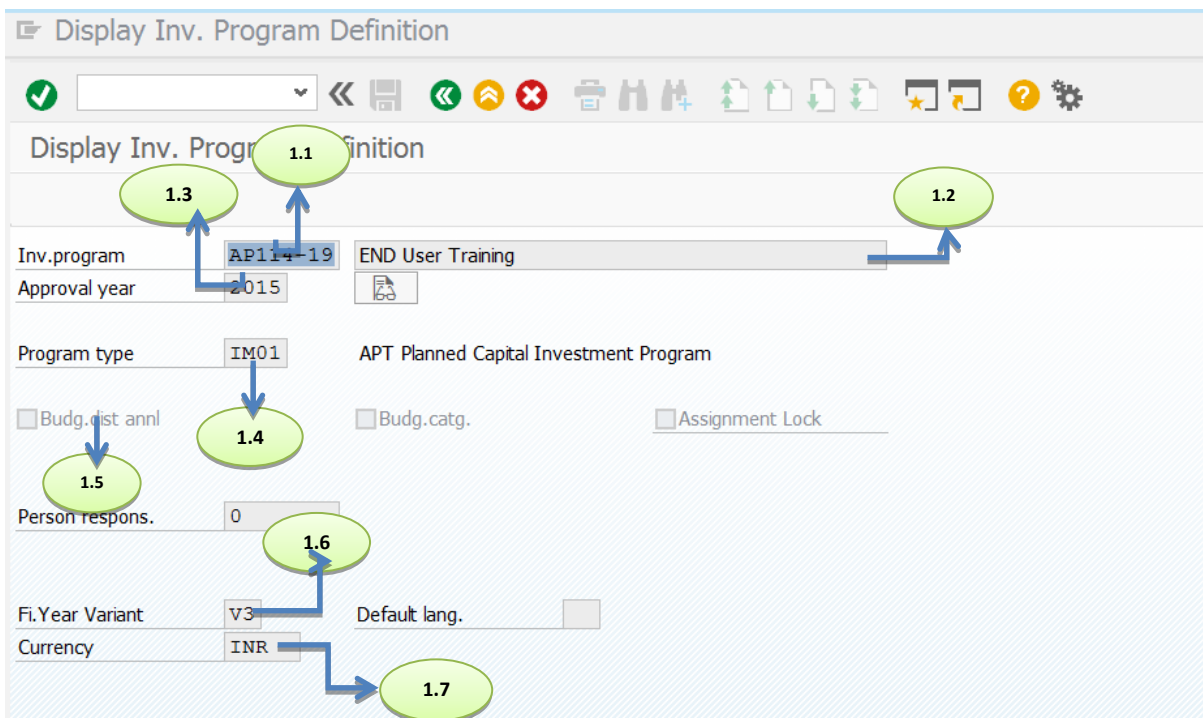 Display Inv. Program Definition
Display Inv. Progr finition
1.1
1.3
1.2
Inv.program AP114-19 END User Training
Approval year 2015
Program type IM01 APT Planned Capital Investment Program
Budg.dist annl Budg.catg. Assignment Lock
1.4
1.5
Person respons. 0
1.6
Fi.Year Variant V3 Default lang.
Currency INR
1.7